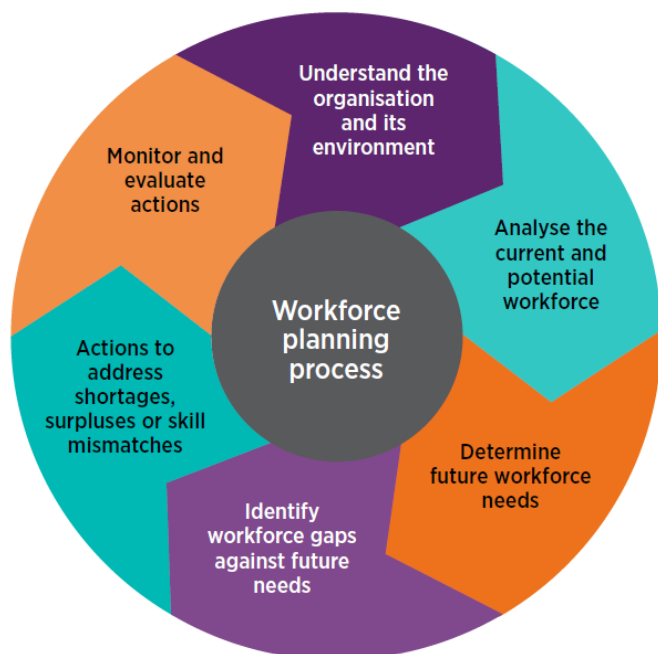 Understand the
organisation
and its
environment
Analyse the
current and
potential
workforce
Determine
future workforce
needs
Identify
workforce gaps
against future
needs
Actions to
address
shortages,
surpluses or skill
mismatches
Monitor and
evaluate
actions
Workforce
planning
process